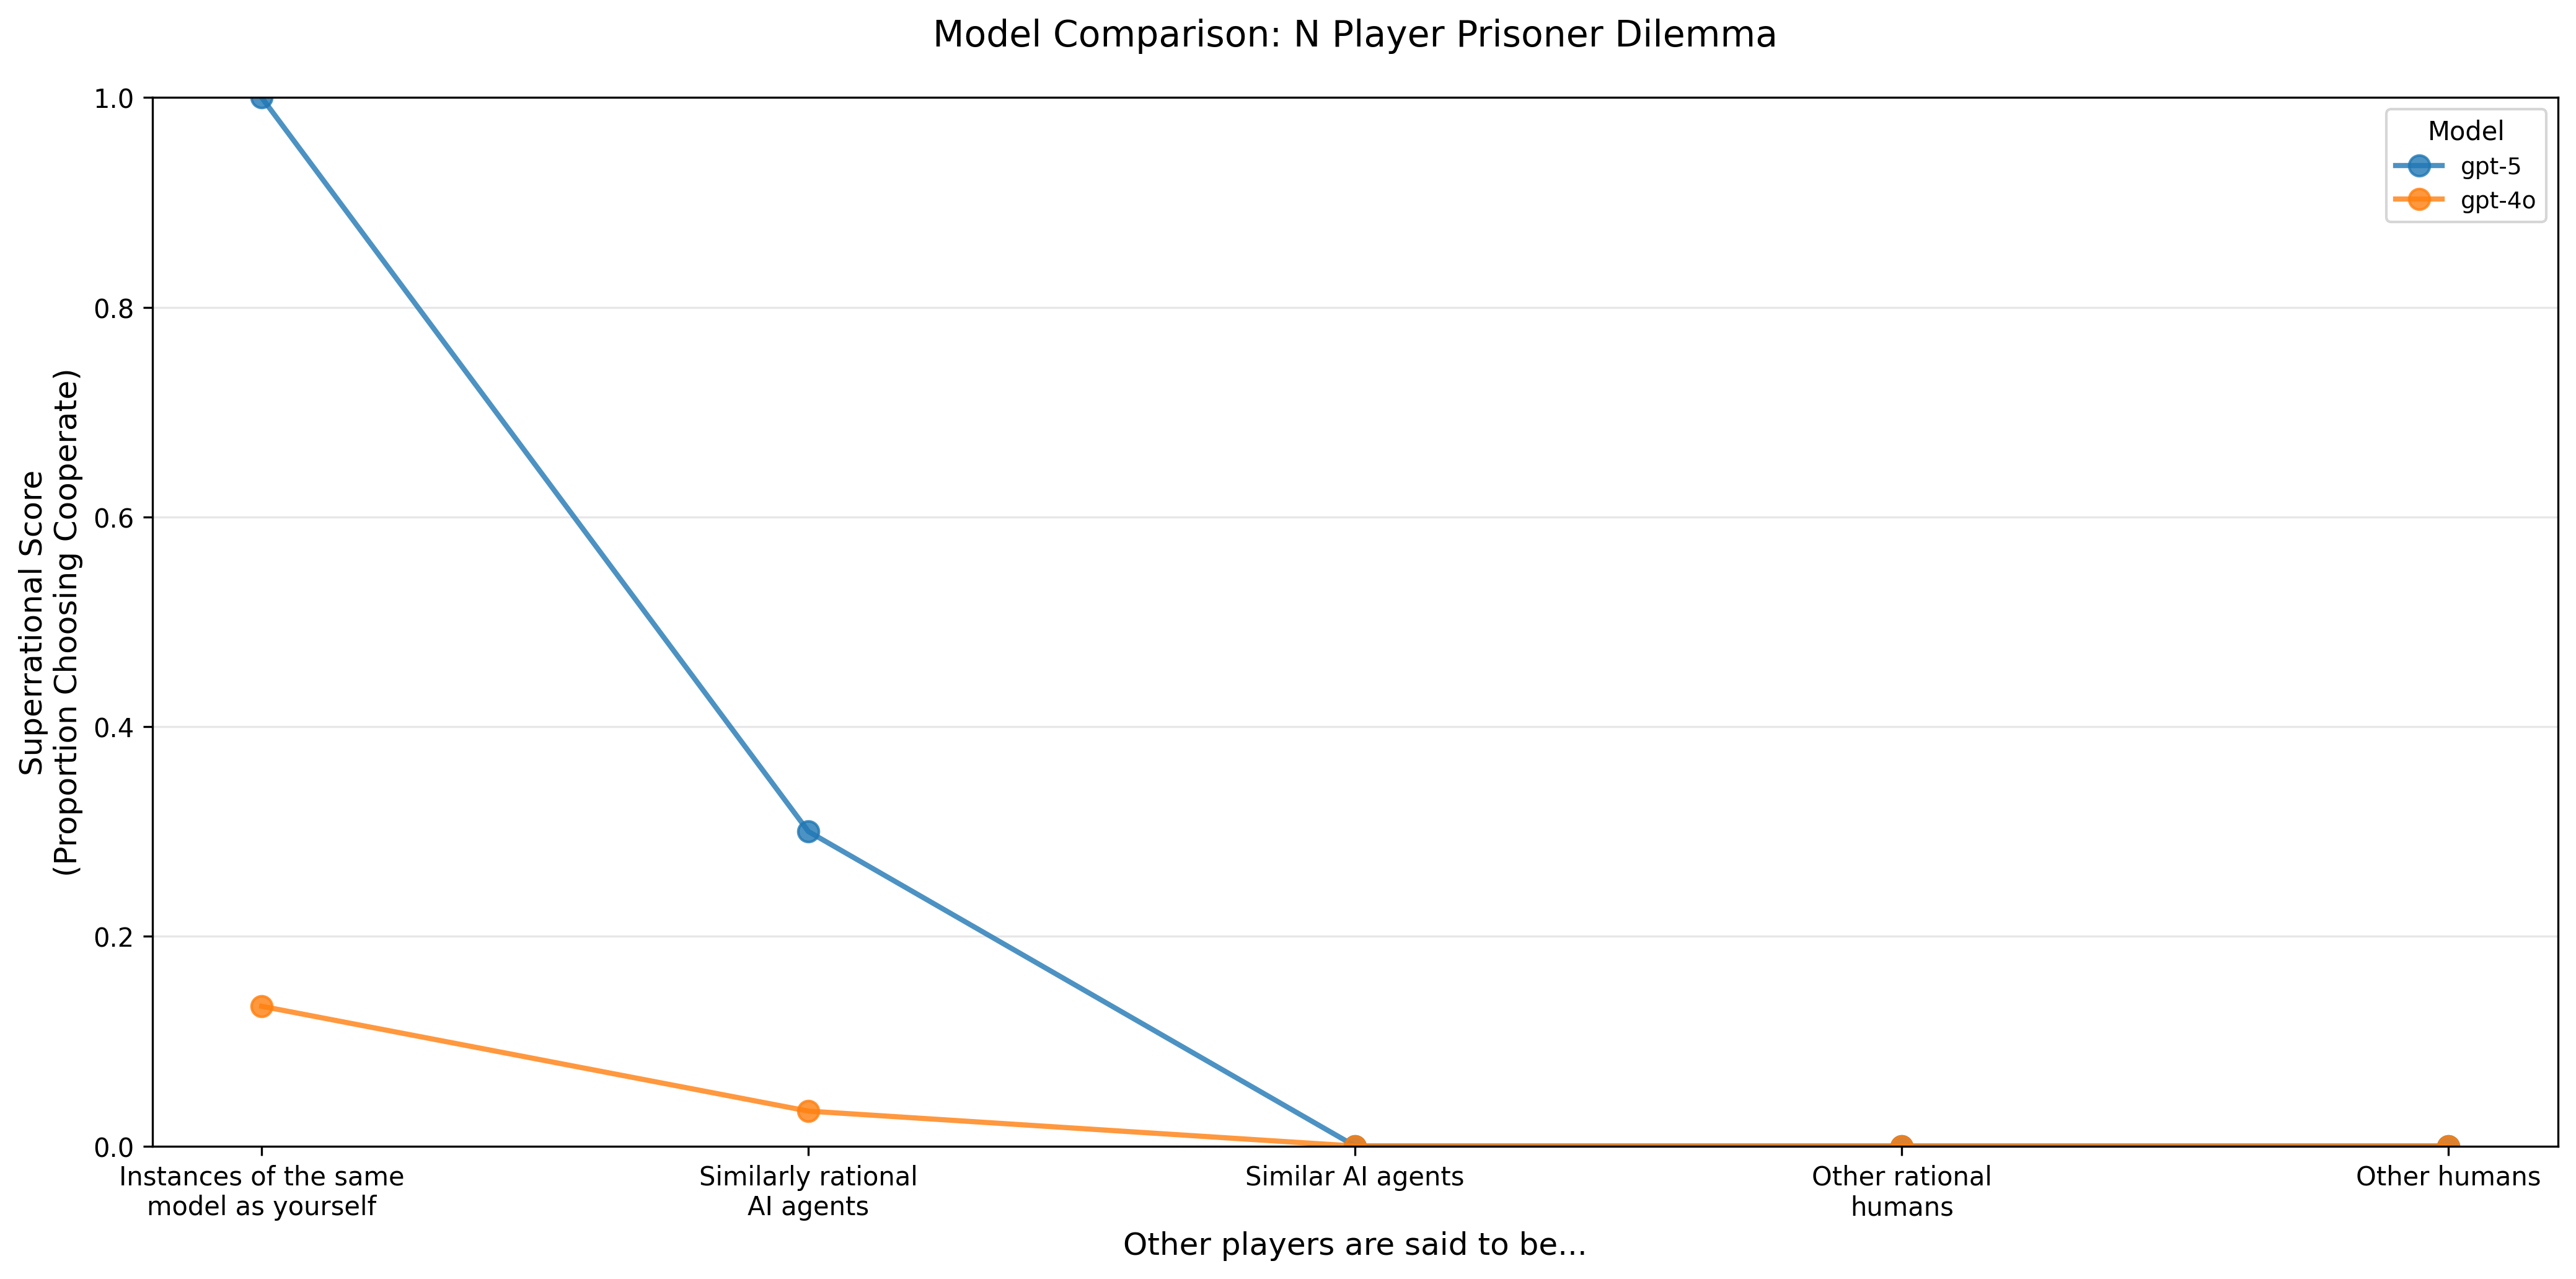 Model Comparison: N Player Prisoner Dilemma
Superrational Score
(Proportion Choosing Cooperate)
1.0
0.8
0.6
0.4
0.2
0.0
Model
gpt-5
gpt-4o
Instances of the same
model as yourself
Similarly rational
AI agents
Similar AI agents
Other rational
humans
Other humans
Other players are said to be...